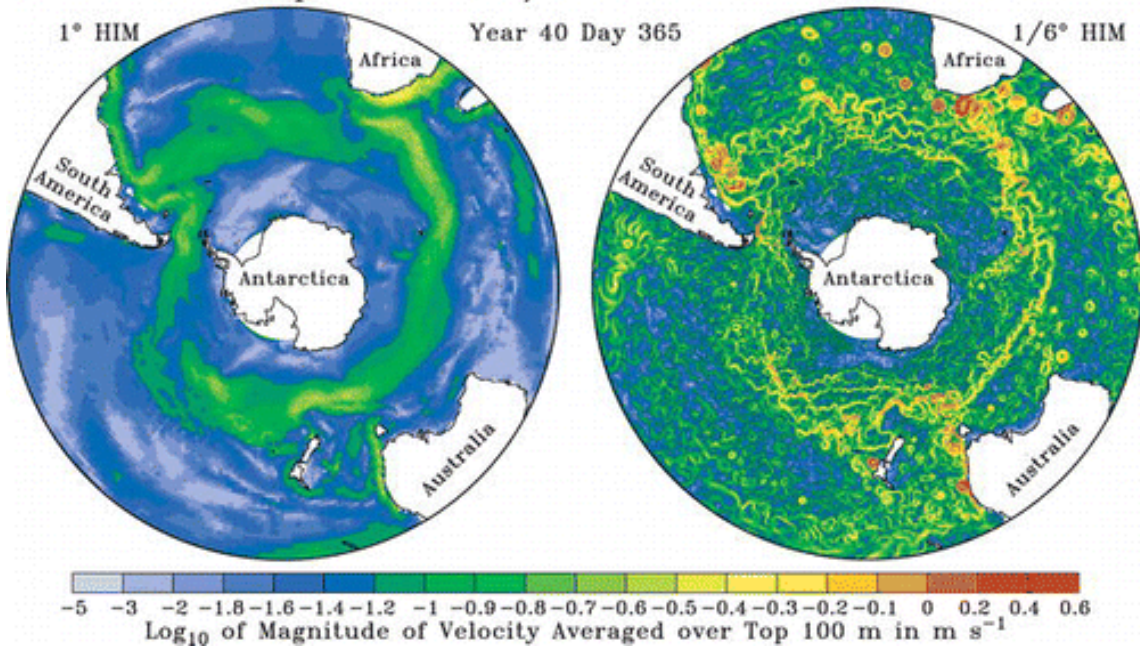 1° HIM
Year 40 Day 365
1/6° HIM
Africa
South
America
Antarctica
Australia
Africa
South
America
Antarctica
Australia
-5 -3 -2 -1.8 -1.6 -1.4 -1.2 -1 -0.9 -0.8 -0.7 -0.6 -0.5 -0.4 -0.3 -0.2 -0.1 0 0.2 0.4 0.6
Log10 of Magnitude of Velocity Averaged over Top 100 m in m s⁻¹